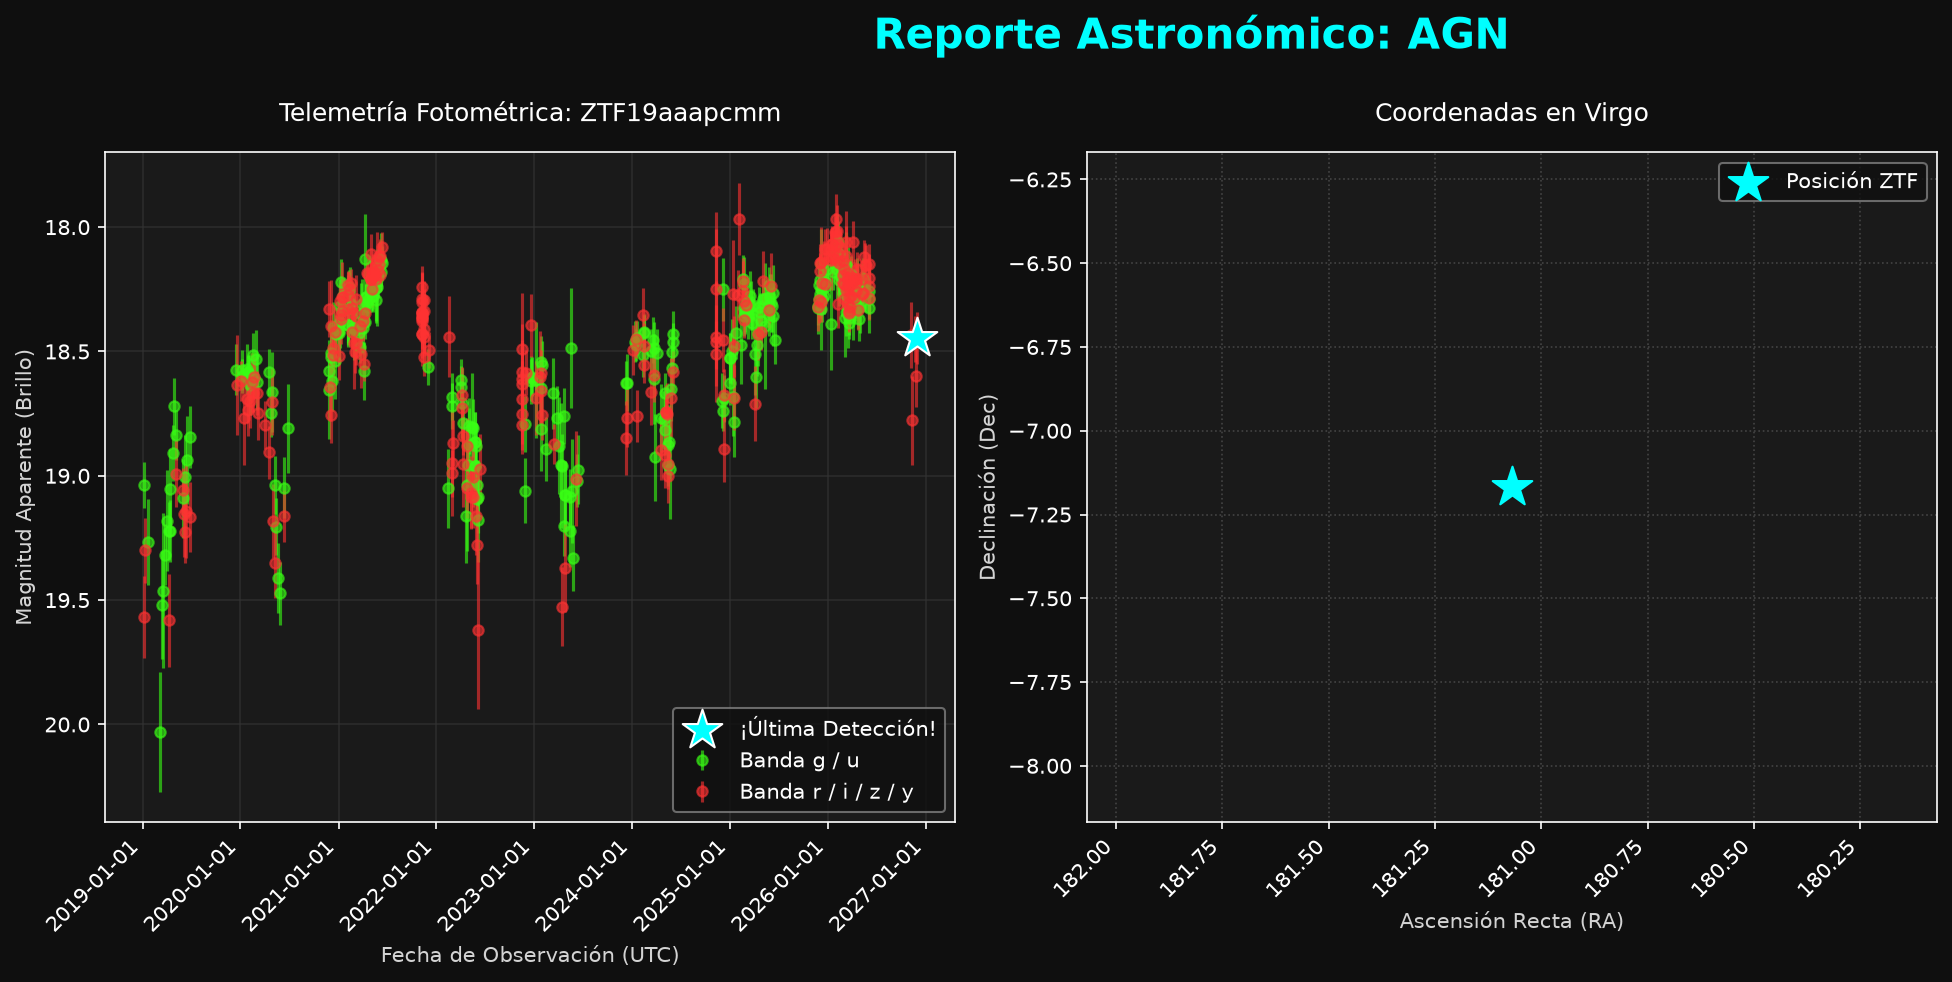 Reporte Astronómico: AGN
Telemetría Fotométrica: ZTF19aaapcmm
Magnitud Aparente (Brillo)
18.0
18.5
19.0
19.5
20.0
¡Última Detección!
Banda g / u
Banda r / i / z / y
2019-01-01
2020-01-01
2021-01-01
2022-01-01
2023-01-01
2024-01-01
2025-01-01
2026-01-01
2027-01-01
Fecha de Observación (UTC)
Coordenadas en Virgo
Declinación (Dec)
−6.25
−6.50
−6.75
−7.00
−7.25
−7.50
−7.75
−8.00
Posición ZTF
182.00
181.75
181.50
181.25
181.00
180.75
180.50
180.25
Ascensión Recta (RA)